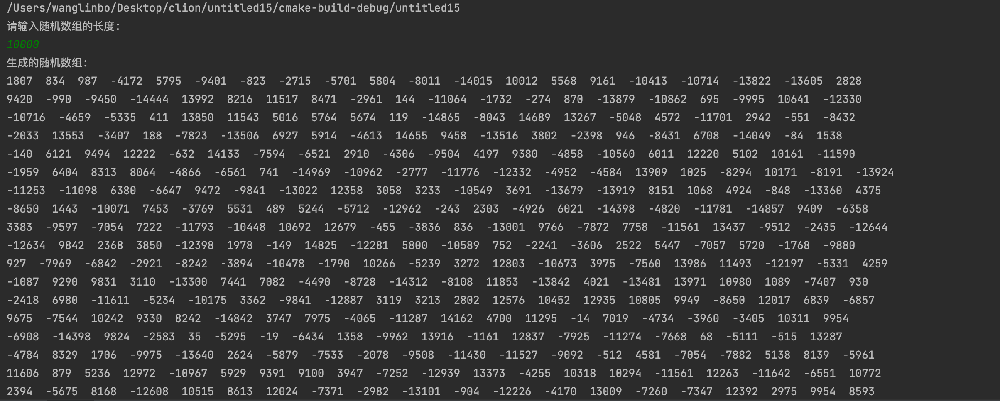 /Users/wanglinbo/Desktop/clion/untitled15/cmake-build-debug/untitled15
请输入随机数组的长度:
10000
生成的随机数组:
1807  834  987  -4172  5795  -9401  -823  -2715  -5701  5804  -8011  -14015  10012  5568  9161  -10413  -10714  -13822  -13605  2828
9420  -990  -9450  -14444  13992  8216  11517  8471  -2961  144  -11064  -1732  -274  870  -13879  -10862  695  -9995  10641  -12330
-10716  -4659  -5335  411  13850  11543  5016  5764  5674  119  -14865  -8043  14689  13267  -5048  4572  -11701  2942  -551  -8432
-2033  13553  -3407  188  -7823  -13506  6927  5914  -4613  14655  9458  -13516  3802  -2398  946  -8431  6708  -14049  -84  1538
-140  6121  9494  12222  -632  14133  -7594  -6521  2910  -4306  -9504  4197  9380  -4858  -10560  6011  12220  5102  10161  -11590
-1959  6404  8313  8064  -4866  -6561  741  -14969  -10962  -2777  -11776  -12332  -4952  -4584  13909  1025  -8294  10171  -8191  -13924
-11253  -11098  6380  -6647  9472  -9841  -13022  12358  3058  3233  -10549  3691  -13679  -13919  8151  1068  4924  -848  -13360  4375
-8650  1443  -10071  7453  -3769  5531  489  5244  -5712  -12962  -243  2303  -4926  6021  -14398  -4820  -11781  -14857  9409  -6358
3383  -9597  -7054  7222  -11793  -10448  10692  12679  -455  -3836  836  -13001  9766  -7872  7758  -11561  13437  -9512  -2435  -12644
-12634  9842  2368  3850  -12398  1978  -149  14825  -12281  5800  -10589  752  -2241  -3606  2522  5447  -7057  5720  -1768  -9880
927  -7969  -6842  -2921  -8242  -3894  -10478  -1790  10266  -5239  3272  12803  -10673  3975  -7560  13986  11493  -12197  -5331  4259
-1087  9290  9831  3110  -13300  7441  7082  -4490  -8728  -14312  -8108  11853  -13842  4021  -13481  13971  10980  1089  -7407  930
-2418  6980  -11611  -5234  -10175  3362  -9841  -12887  3119  3213  2802  12576  10452  12935  10805  9949  -8650  12017  6839  -6857
9675  -7544  10242  9330  8242  -14842  3747  7975  -4065  -11287  14162  4700  11295  -14  7019  -4734  -3960  -3405  10311  9954
-6908  -14398  9824  -2583  35  -5295  -19  -6434  1358  -9962  13916  -1161  12837  -7925  -11274  -7668  68  -5111  -515  13287
-4784  8329  1706  -9975  -13640  2624  -5879  -7533  -2078  -9508  -11430  -11527  -9092  -512  4581  -7054  -7882  5138  8139  -5961
11606  879  5236  12972  -10967  5929  9391  9100  3947  -7252  -12939  13373  -4255  10318  10294  -11561  12263  -11642  -6551  10772
2394  -5675  8168  -12608  10515  8613  12024  -7371  -2982  -13101  -904  -12226  -4170  13009  -7260  -7347  12392  2975  9954  8593